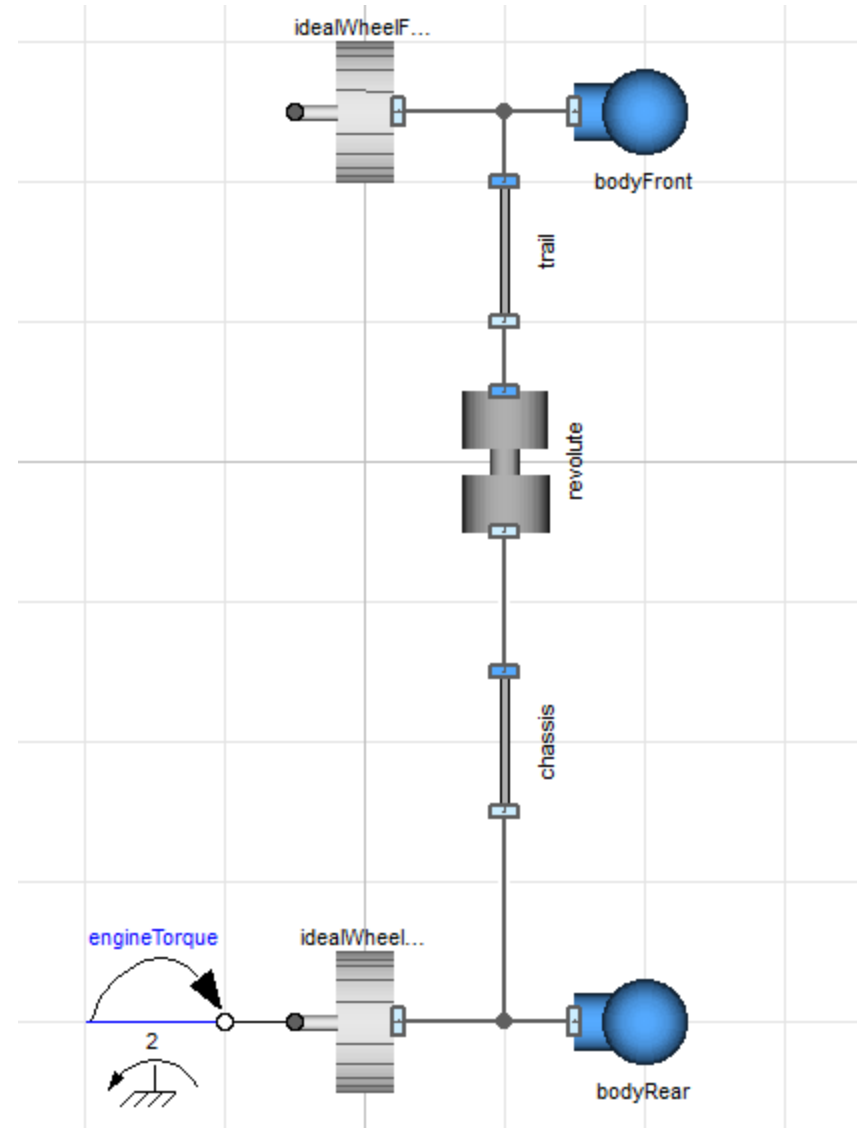 idealWheelF...
bodyFront
trail
revolute
chassis
engineTorque
idealWheel...
2
bodyRear